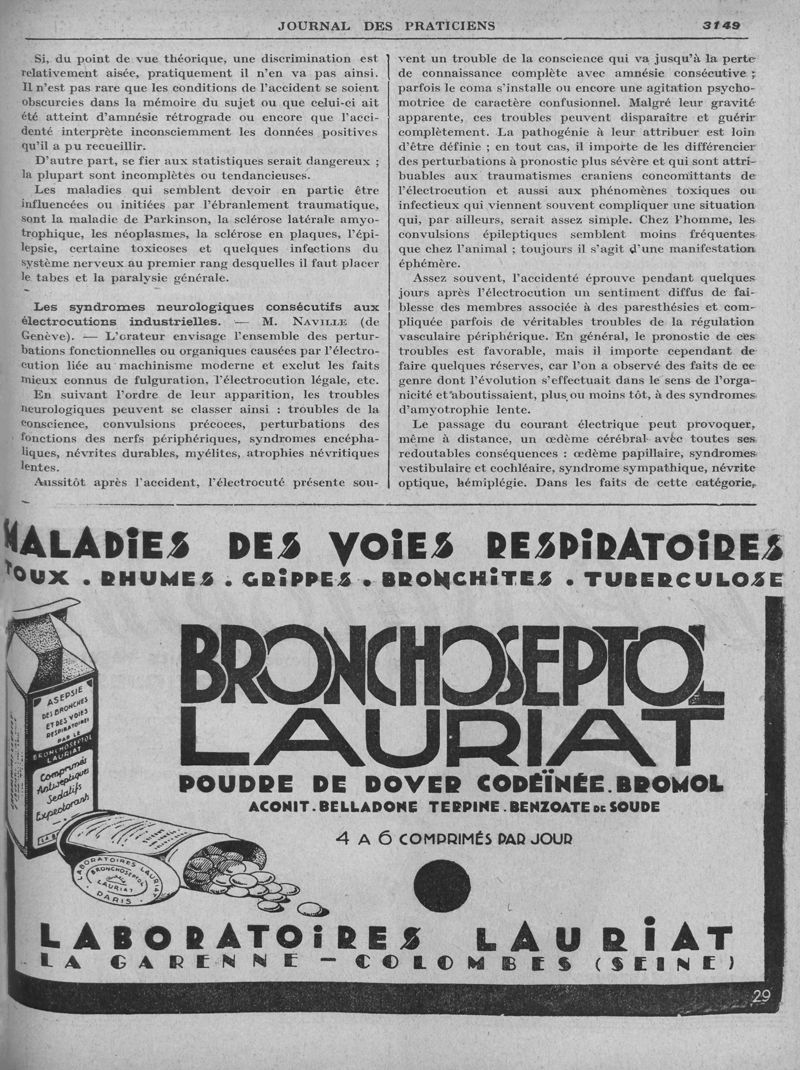 JOURNAL DES PRATICIENS
3149
Si, du point de vue théorique, une discrimination est
relativement aisée, pratiquement il n'en va pas ainsi.
Il n'est pas rare que les conditions de l'accident se soient
obscurcies dans la mémoire du sujet ou que celui-ci ait
été atteint d'amnésie rétrograde ou encore que l'acci-
denté interprète inconsciemment les données positives
qu'il a pu recueillir.
D'autre part, se fier aux statistiques serait dangereux ;
la plupart sont incomplètes ou tendancieuses.
Les maladies qui semblent devoir en partie être
influencées ou initiées par l'ébranlement traumatique,
sont la maladie de Parkinson, la sclérose latérale amyo-
trophique, les néoplasmes, la sclérose en plaques, l'épi-
lepsie, certaine toxicoses et quelques infections du
système nerveux au premier rang desquelles il faut placer
le tabes et la paralysie générale.
Les syndromes neurologiques consécutifs aux
électrocutions industrielles. — M. NAVILLE (de
Genève). — L'orateur envisage l'ensemble des pertur-
bations fonctionnelles ou organiques causées par l'électro-
cution liée au machinisme moderne et exclut les faits
mieux connus de fulguration, l'électrocution légale, etc.
En suivant l'ordre de leur apparition, les troubles
neurologiques peuvent se classer ainsi : troubles de la
conscience, convulsions précoces, perturbations des
fonctions des nerfs périphériques, syndromes encépha-
liques, névrites durables, myélites, atrophies névritiques
lentes.
Aussitôt après l'accident, l'électrocuté présente sou-
vent un trouble de la conscience qui va jusqu'à la perte
de connaissance complète avec amnésie consécutive ;
parfois le coma s'installe ou encore une agitation psycho-
motrice de caractère confusionnel. Malgré leur gravité
apparente, ces troubles peuvent disparaître et guérir
complètement. La pathogénie à leur attribuer est loin
d'être définie ; en tout cas, il importe de les différencier
des perturbations à pronostic plus sévère et qui sont attri-
buables aux traumatismes craniens concomittants de
l'électrocution et aussi aux phénomènes toxiques ou
infectieux qui viennent souvent compliquer une situation
qui, par ailleurs, serait assez simple. Chez l'homme, les
convulsions épileptiques semblent moins fréquentes
que chez l'animal ; toujours il s'agit d'une manifestation
éphémère.
Assez souvent, l'accidenté éprouve pendant quelques
jours après l'électrocution un sentiment diffus de fai-
blesse des membres associée à des paresthésies et com-
pliquée parfois de véritables troubles de la régulation
vasculaire périphérique. En général, le pronostic de ces
troubles est favorable, mais il importe cependant de
faire quelques réserves, car l'on a observé des faits de ce
genre dont l'évolution s'effectuait dans le sens de l'orga-
nicité et aboutissaient, plus ou moins tôt, à des syndromes
d'amyotrophie lente.
Le passage du courant électrique peut provoquer,
même à distance, un œdème cérébral avec toutes ses
redoutables conséquences : œdème papillaire, syndromes
vestibulaire et cochléaire, syndrome sympathique, névrite
optique, hémiplégie. Dans les faits de cette catégorie,
MALADIES DES VOIES RESPIRATOIRES
TOUX . RHUMES . GRIPPES . BRONCHITES . TUBERCULOSE
BRONCHOSEPTOL
LAURIAT
POUDRE DE DOVER CODÉÏNÉE . BROMOL
ACONIT . BELLADONE TERPINE . BENZOATE DE SOUDE
4 A 6 COMPRIMÉS PAR JOUR
ASEPSIE
DES BRONCHES
ET DES VOIES
RESPIRATOIRES
PAR LE
BRONCHOSEPTOL
LAURIAT
Comprimés
Antiseptiques
Sedatifs
Expectorants
LABORATOIRES LAURIAT
BRONCHOSEPTOL
LAURIAT
PARIS
LABORATOIRES LAURIAT
LA GARENNE - COLOMBES (SEINE)
29